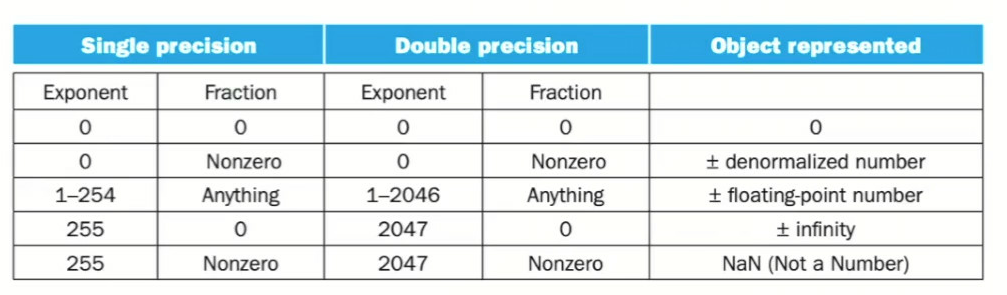 Single precision Double precision Object represented
Exponent Fraction Exponent Fraction
0 0 0 0 0
0 Nonzero 0 Nonzero ± denormalized number
1–254 Anything 1–2046 Anything ± floating-point number
255 0 2047 0 ± infinity
255 Nonzero 2047 Nonzero NaN (Not a Number)